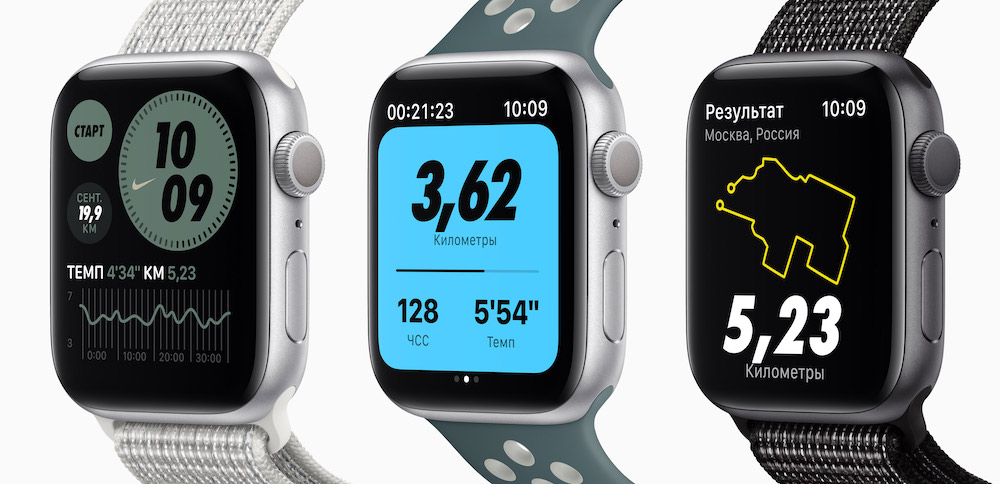 СТАРТ
10
09
СЕНТ.
19,9
КМ
ТЕМП 4'34" КМ 5,23
7
3
0:00 10:00 20:00 30:00
00:21:23 10:09
3,62
Километры
128 5'54"
ЧСС Темп
Результат 10:09
Москва, Россия
5,23
Километры